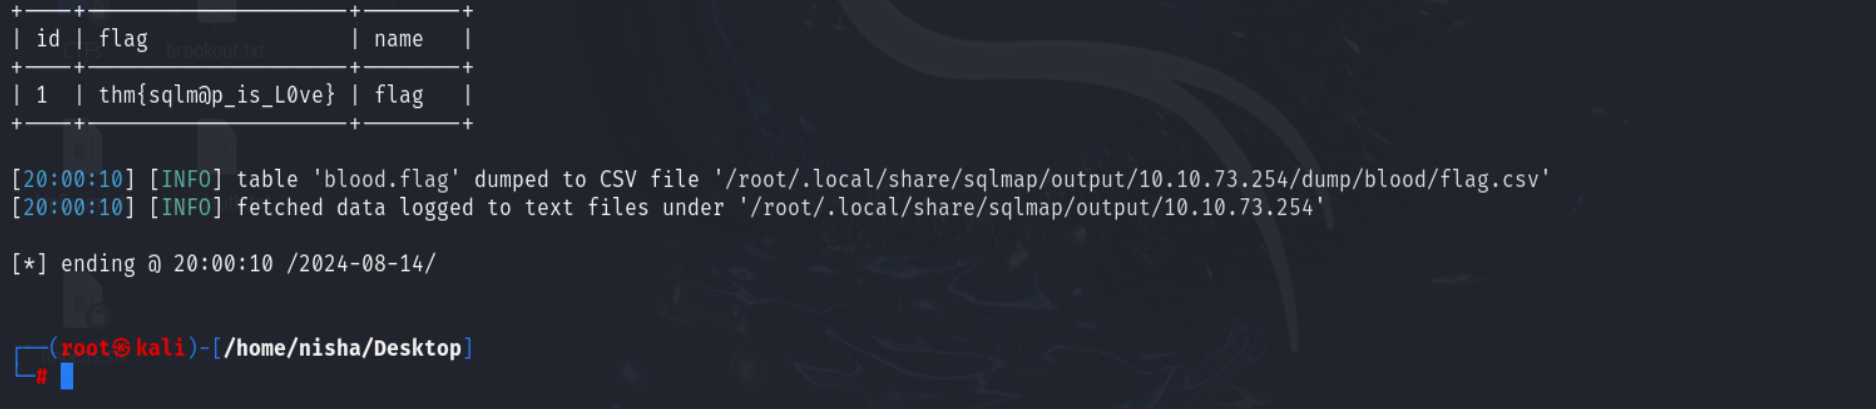 +----+---------------------+--------+
| id | flag                | name   |
+----+---------------------+--------+
| 1  | thm{sqlm@p_is_L0ve} | flag   |
+----+---------------------+--------+
brookout.txt
[20:00:10] [INFO] table 'blood.flag' dumped to CSV file '/root/.local/share/sqlmap/output/10.10.73.254/dump/blood/flag.csv'
[20:00:10] [INFO] fetched data logged to text files under '/root/.local/share/sqlmap/output/10.10.73.254'
[*] ending @ 20:00:10 /2024-08-14/
┌──(root㉿kali)-[/home/nisha/Desktop]
└─#